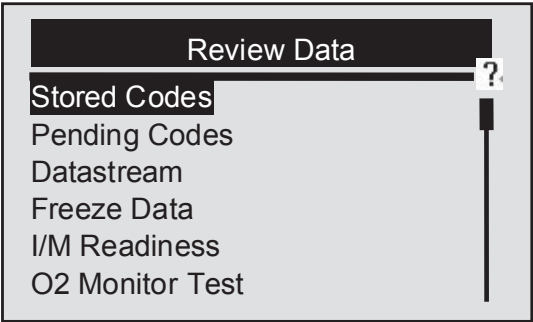 Review Data
?
Stored Codes
Pending Codes
Datastream
Freeze Data
I/M Readiness
O2 Monitor Test